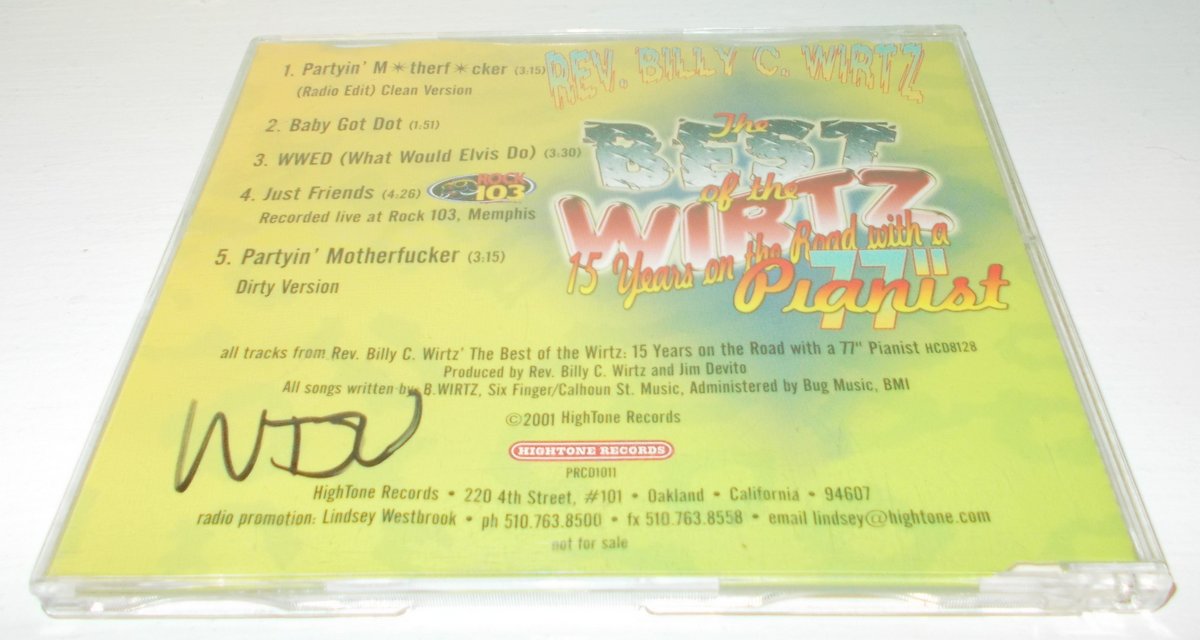 1. Partyin' M*therf*cker (3:15)
(Radio Edit) Clean Version
2. Baby Got Dot (1:51)
3. WWED (What Would Elvis Do) (3:30)
4. Just Friends (4:26)
ROCK
103
Recorded live at Rock 103, Memphis
5. Partyin' Motherfucker (3:15)
Dirty Version
REV. BILLY C. WIRTZ
The
BEST
of the
WIRTZ
15 Years on the Road with a
77"
Pianist
all tracks from Rev. Billy C. Wirtz' The Best of the Wirtz: 15 Years on the Road with a 77" Pianist HCD8128
Produced by Rev. Billy C. Wirtz and Jim Devito
All songs written by B.WIRTZ, Six Finger/Calhoun St. Music, Administered by Bug Music, BMI
©2001 HighTone Records
HIGHTONE RECORDS
PRCD1011
HighTone Records • 220 4th Street, #101 • Oakland • California • 94607
radio promotion: Lindsey Westbrook • ph 510.763.8500 • fx 510.763.8558 • email lindsey@hightone.com
not for sale